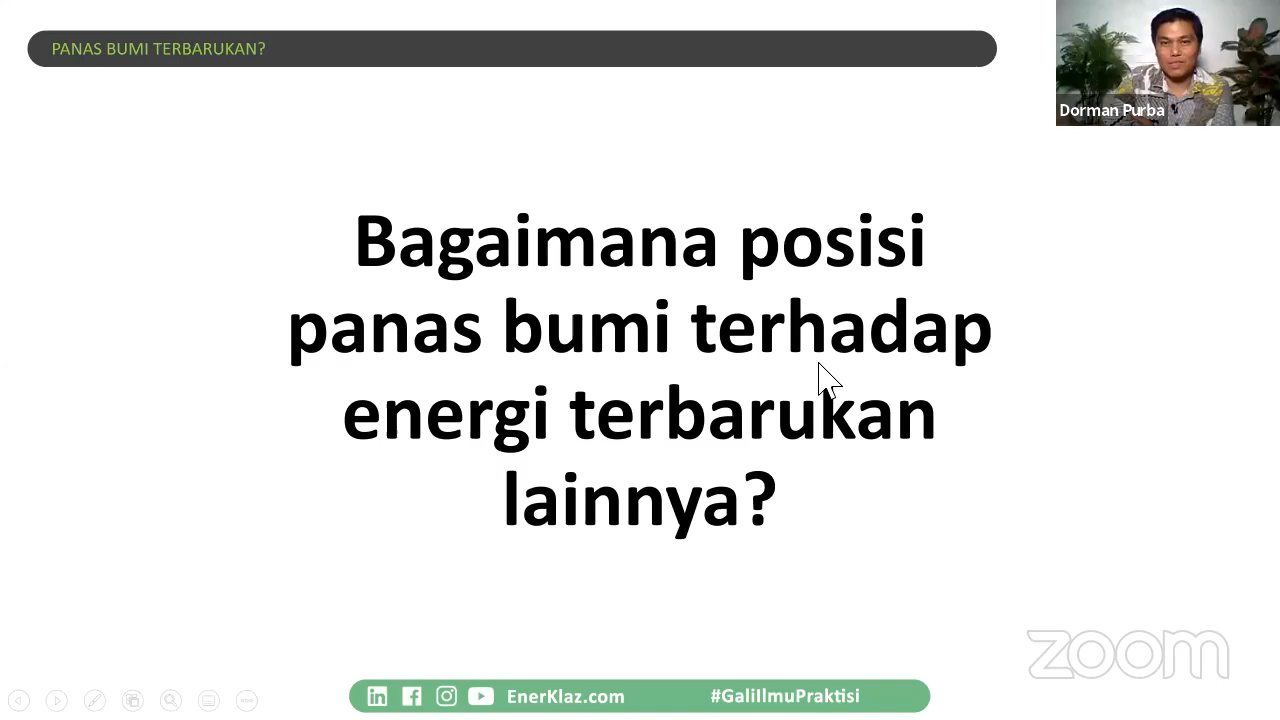 PANAS BUMI TERBARUKAN?
Dorman Purba
Bagaimana posisi
panas bumi terhadap
energi terbarukan
lainnya?
zoom
EnerKlaz.com
#GaliIlmuPraktisi